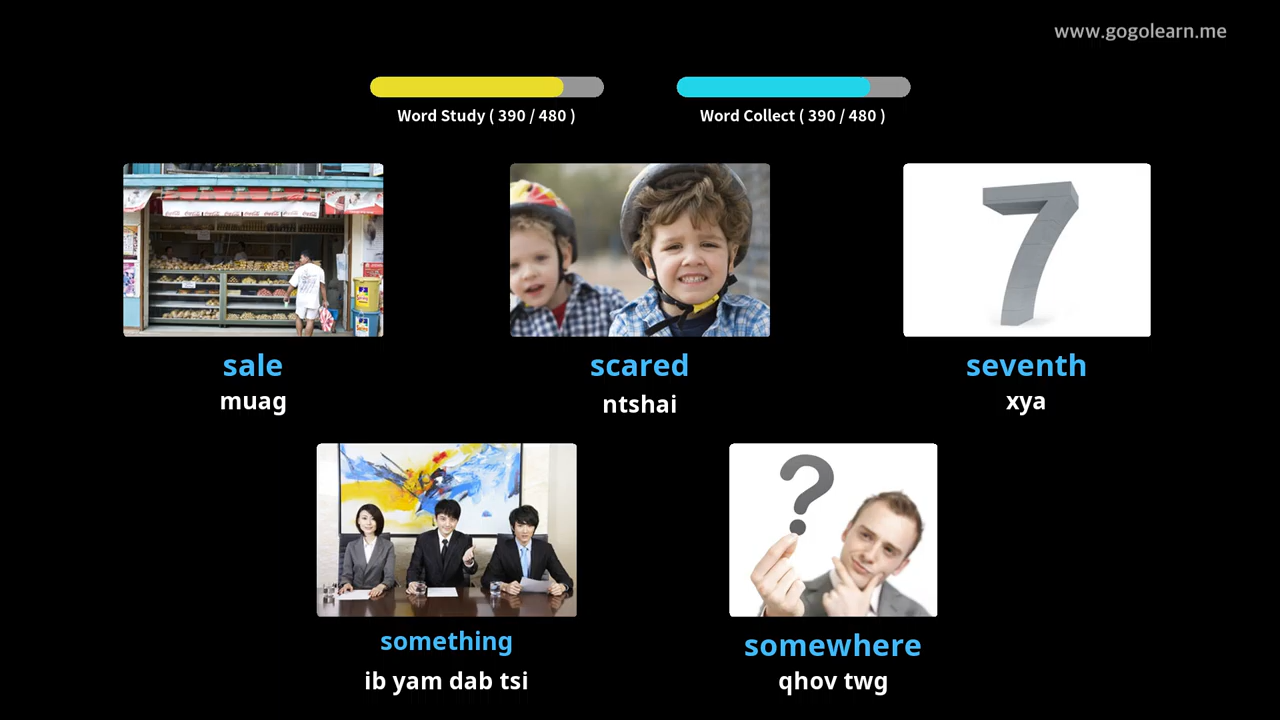 www.gogolearn.me
Word Study ( 390 / 480 )
Word Collect ( 390 / 480 )
7
sale
scared
seventh
muag
ntshai
xya
?
something
somewhere
ib yam dab tsi
qhov twg